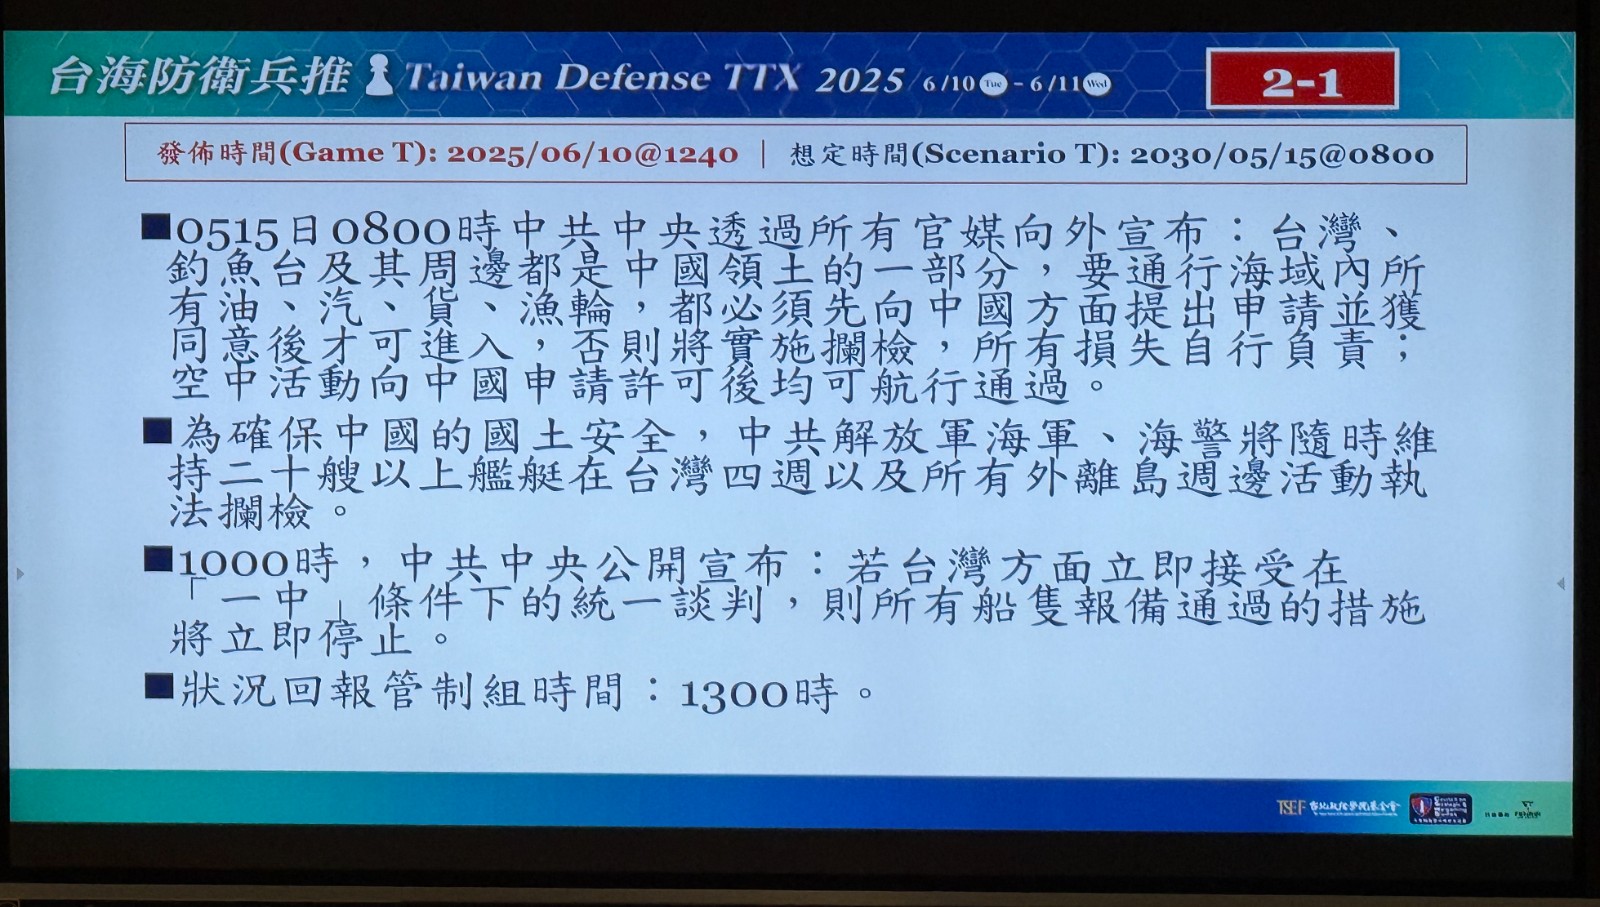 台海防衛兵推 Taiwan Defense TTX 2025 6/10 Tue - 6/11 Wed
2-1
發佈時間(Game T): 2025/06/10@1240 | 想定時間(Scenario T): 2030/05/15@0800
■0515日0800時中共中央透過所有官媒向外宣布：台灣、
釣魚台及其周邊都是中國領土的一部分，要通行海域內所
有油、汽、貨、漁輪，都必須先向中國方面提出申請並獲
同意後才可進入，否則將實施攔檢，所有損失自行負責；
空中活動向中國申請許可後均可航行通過。
■為確保中國的國土安全，中共解放軍海軍、海警將隨時維
持二十艘以上艦艇在台灣四週以及所有外離島週邊活動執
法攔檢。
■1000時，中共中央公開宣布：若台灣方面立即接受在
「一中」條件下的統一談判，則所有船隻報備通過的措施
將立即停止。
■狀況回報管制組時間：1300時。
TSEF 台北政經學院基金會